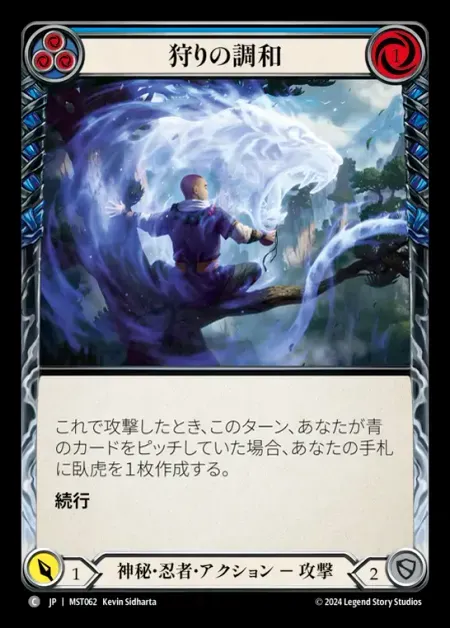 狩りの調和
1
これで攻撃したとき、このターン、あなたが青
のカードをピッチしていた場合、あなたの手札
に臥虎を1枚作成する。
続行
1
神秘・忍者・アクション － 攻撃
2
C JP | MST062 Kevin Sidharta
© 2024 Legend Story Studios